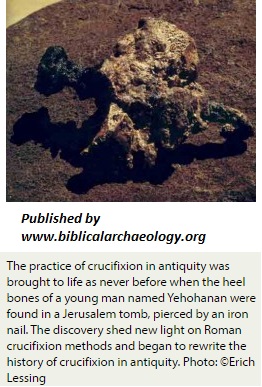 Published by
www.biblicalarchaeology.org
The practice of crucifixion in antiquity was
brought to life as never before when the heel
bones of a young man named Yehohanan were
found in a Jerusalem tomb, pierced by an iron
nail. The discovery shed new light on Roman
crucifixion methods and began to rewrite the
history of crucifixion in antiquity. Photo: ©Erich
Lessing